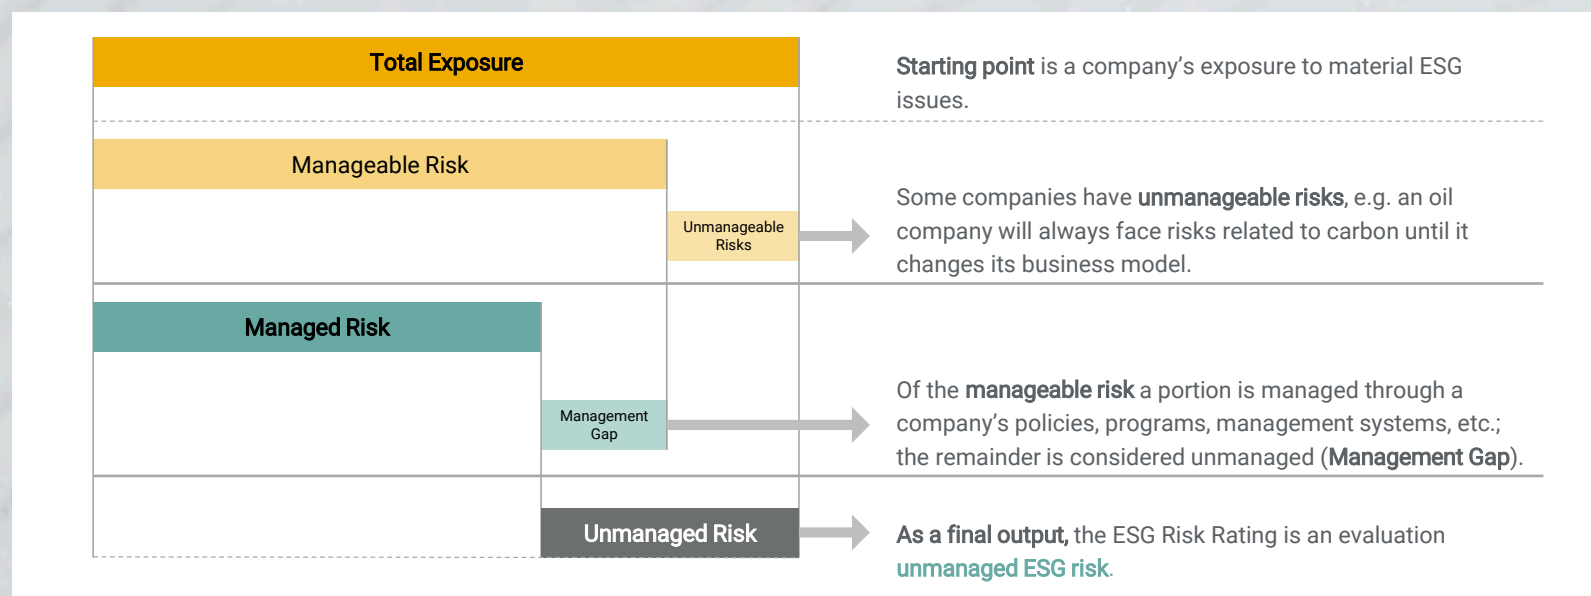 Total Exposure
Starting point is a company's exposure to material ESG
issues.
Manageable Risk
Unmanageable
Risks
Some companies have unmanageable risks, e.g. an oil
company will always face risks related to carbon until it
changes its business model.
Managed Risk
Management
Gap
Of the manageable risk a portion is managed through a
company's policies, programs, management systems, etc.;
the remainder is considered unmanaged (Management Gap).
Unmanaged Risk
As a final output, the ESG Risk Rating is an evaluation
unmanaged ESG risk.